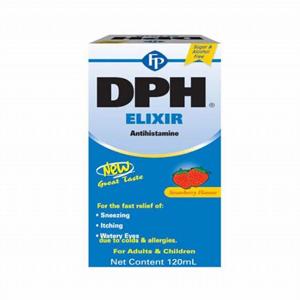 FP
Sugar & Alcohol Free
DPH®
ELIXIR
Antihistamine
New
Great Taste
Strawberry Flavour
For the fast relief of:
• Sneezing
• Itching
• Watery Eyes
due to colds & allergies.
For Adults & Children
Net Content 120mL